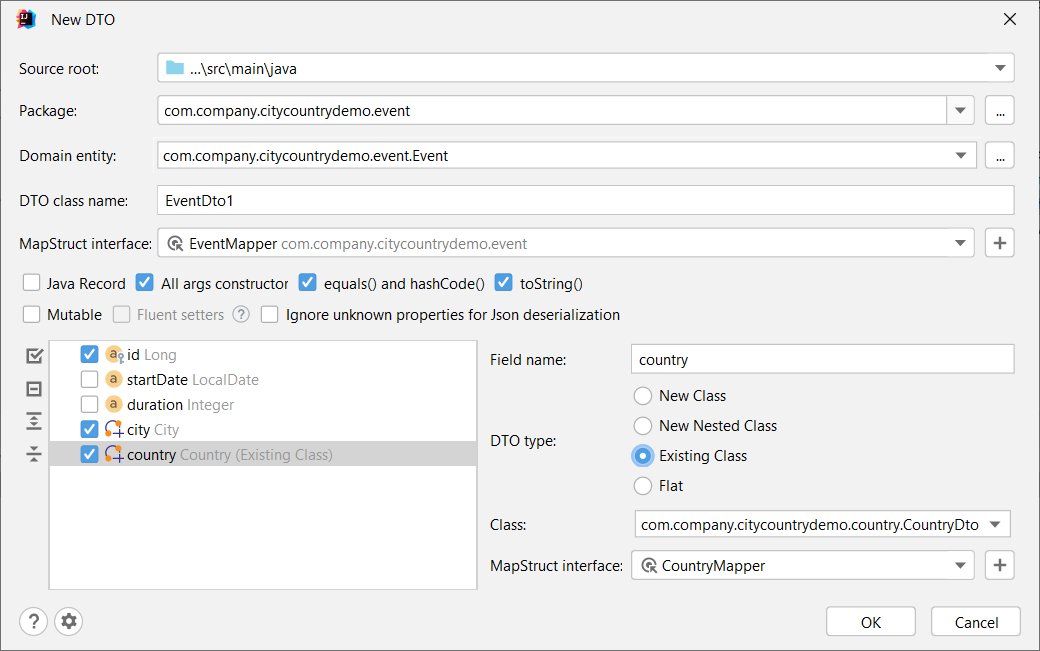 New DTO
Source root: ...\src\main\java
Package: com.company.citycountrydemo.event ...
Domain entity: com.company.citycountrydemo.event.Event ...
DTO class name: EventDto1
MapStruct interface: EventMapper com.company.citycountrydemo.event
Java Record All args constructor equals() and hashCode() toString()
Mutable Fluent setters ? Ignore unknown properties for Json deserialization
id Long
startDate LocalDate
duration Integer
city City
country Country (Existing Class)
Field name: country
DTO type:
New Class
New Nested Class
Existing Class
Flat
Class: com.company.citycountrydemo.country.CountryDto
MapStruct interface: CountryMapper
? OK Cancel